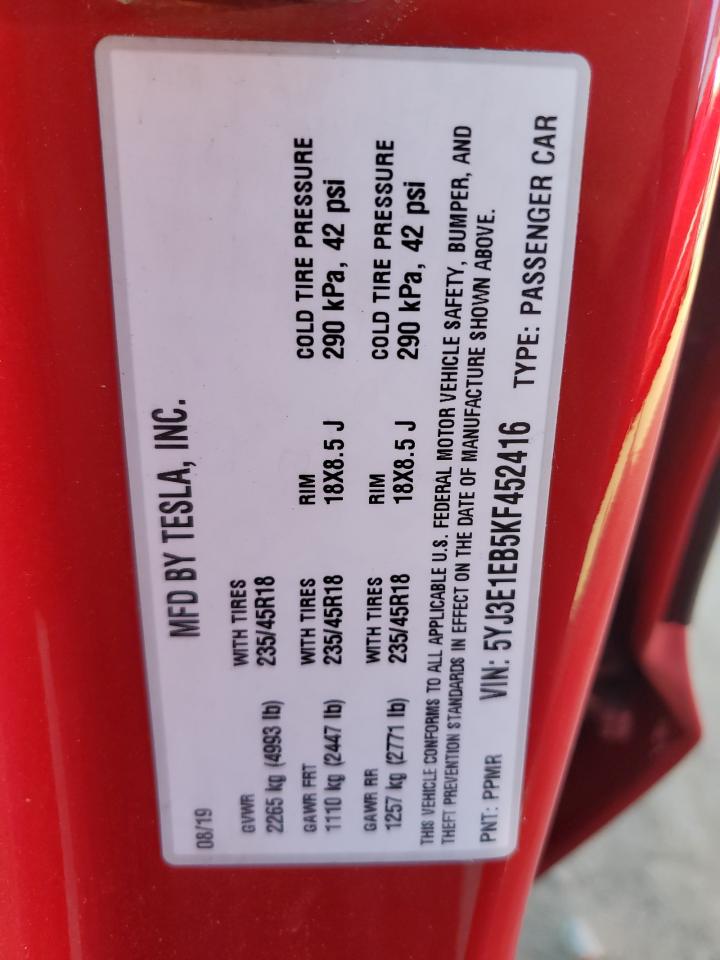 MFD BY TESLA, INC.
08/19
GVWR WITH TIRES
2265 kg (4993 lb) 235/45R18
GAWR FRT WITH TIRES RIM COLD TIRE PRESSURE
1110 kg (2447 lb) 235/45R18 18X8.5 J 290 kPa, 42 psi
GAWR RR WITH TIRES RIM COLD TIRE PRESSURE
1257 kg (2771 lb) 235/45R18 18X8.5 J 290 kPa, 42 psi
THIS VEHICLE CONFORMS TO ALL APPLICABLE U.S. FEDERAL MOTOR VEHICLE SAFETY, BUMPER, AND
THEFT PREVENTION STANDARDS IN EFFECT ON THE DATE OF MANUFACTURE SHOWN ABOVE.
PNT: PPMR VIN: 5YJ3E1EB5KF452416 TYPE: PASSENGER CAR